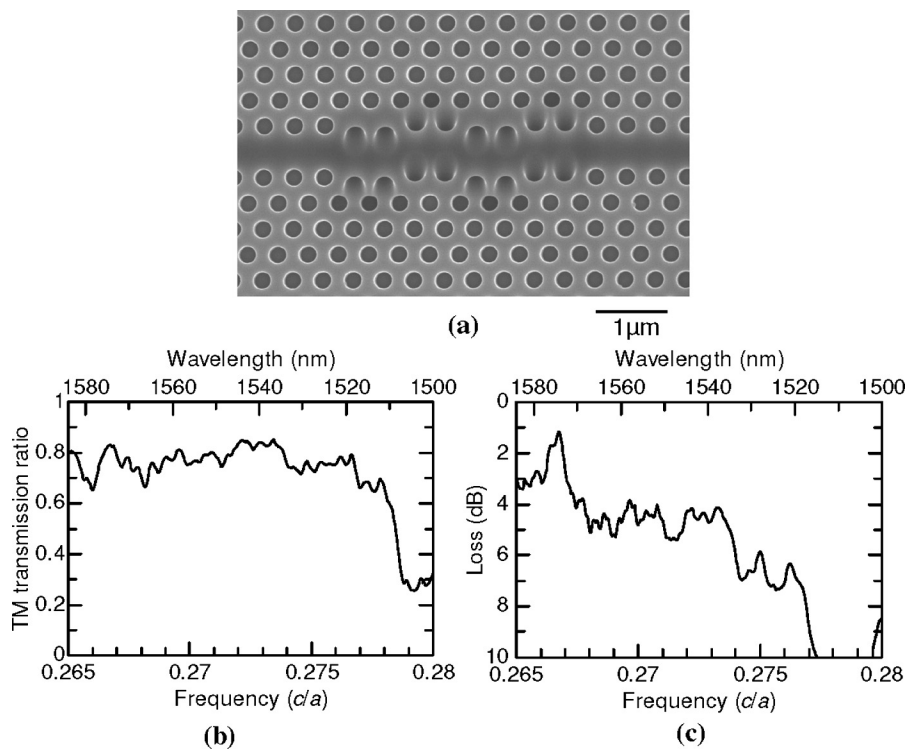 (a)
1μm
Wavelength (nm)
1580 1560 1540 1520 1500
1
0.8
0.6
0.4
0.2
0
TM transmission ratio
0.265 0.27 0.275 0.28
Frequency (c/a)
(b)
Wavelength (nm)
1580 1560 1540 1520 1500
0
2
4
6
8
10
Loss (dB)
0.265 0.27 0.275 0.28
Frequency (c/a)
(c)